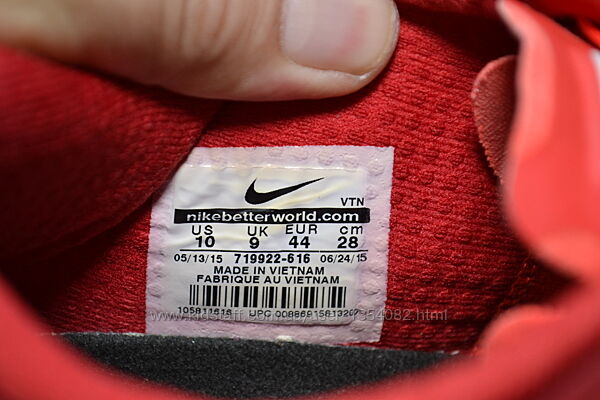 VTN
nikebetterworld.com
US UK EUR cm
10 9 44 28
05/13/15 719922-616 06/24/15
MADE IN VIETNAM
FABRIQUE AU VIETNAM
UPC